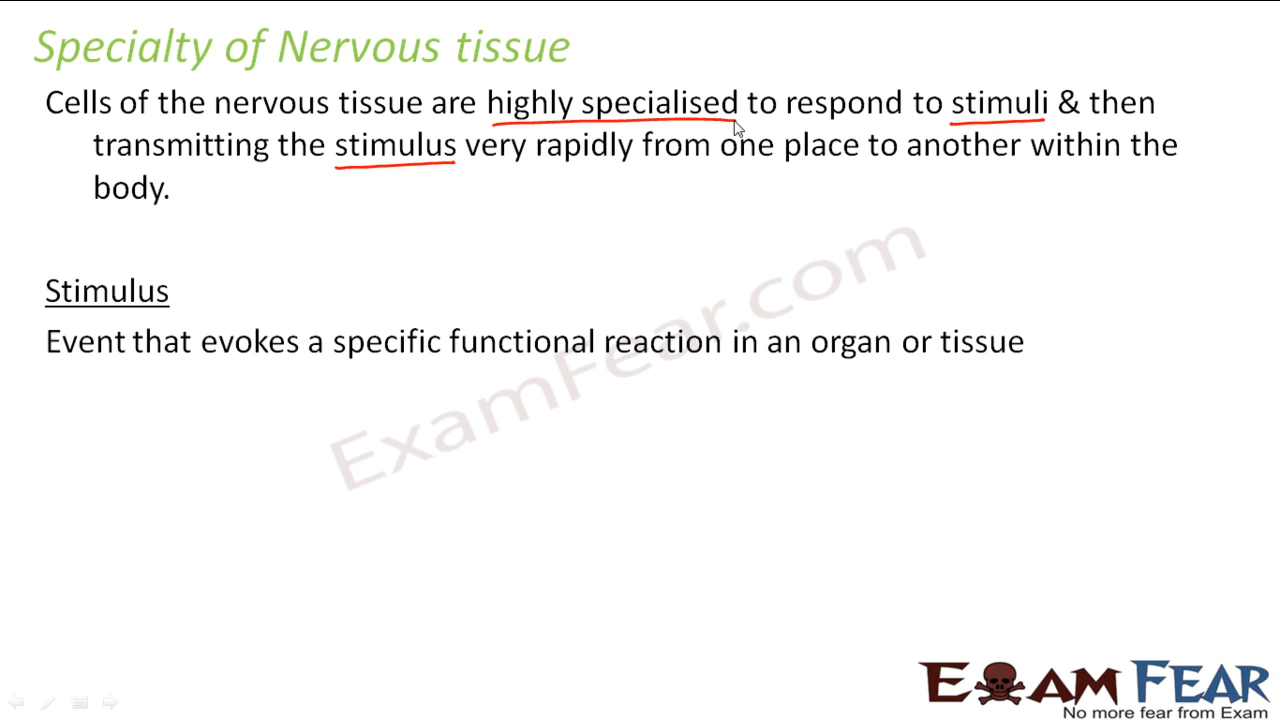 Specialty of Nervous tissue
Cells of the nervous tissue are highly specialised to respond to stimuli & then
transmitting the stimulus very rapidly from one place to another within the
body.
Stimulus
Event that evokes a specific functional reaction in an organ or tissue
ExamFear.com
EXAM FEAR
No more fear from Exam